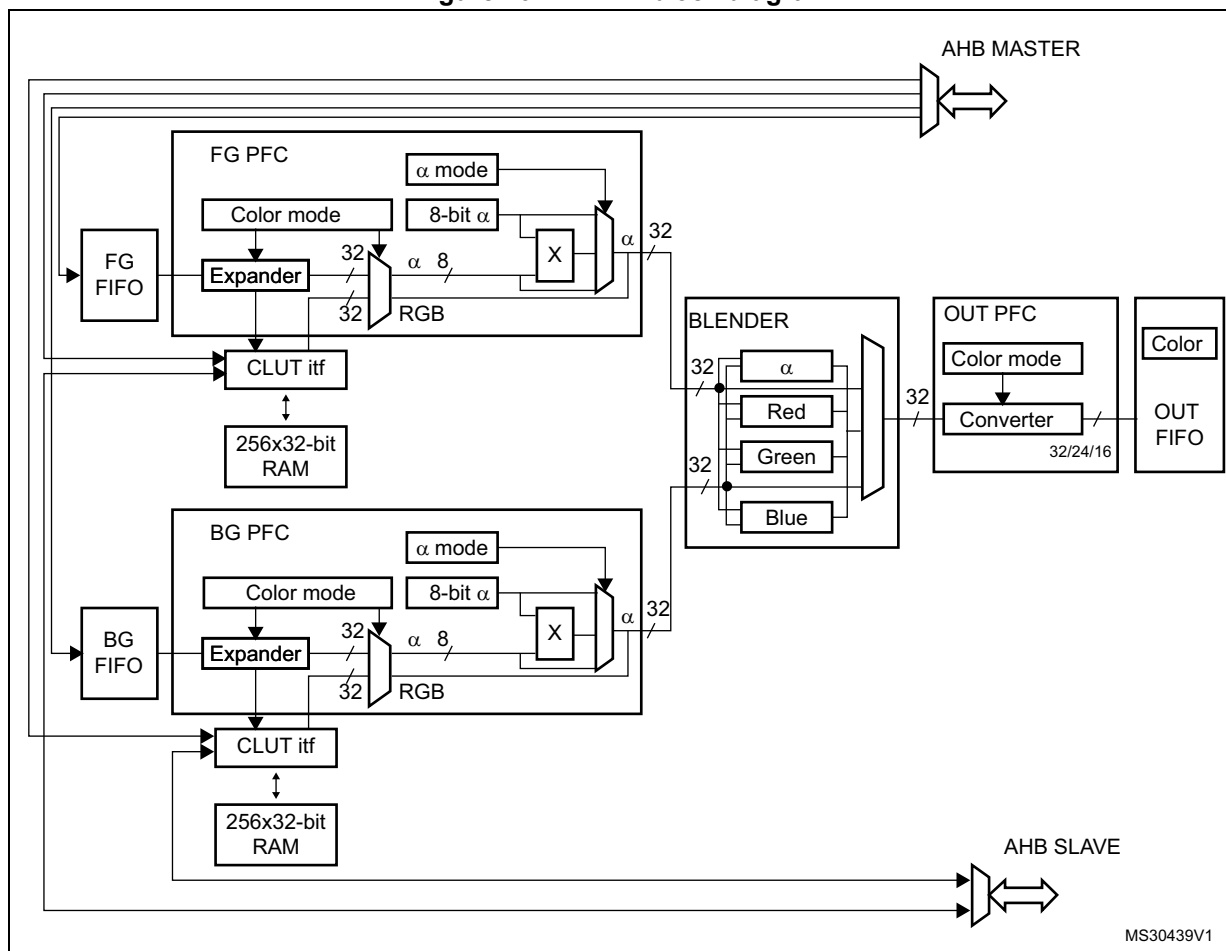 AHB MASTER
FG PFC
α mode
Color mode
8-bit α
FG
FIFO
Expander
32
α 8
X
α
32
32
RGB
CLUT itf
256x32-bit
RAM
BLENDER
32
α
Red
Green
Blue
32
32
OUT PFC
Color mode
Converter
32/24/16
Color
OUT
FIFO
BG PFC
α mode
Color mode
8-bit α
BG
FIFO
Expander
32
α 8
X
α
32
32
RGB
CLUT itf
256x32-bit
RAM
AHB SLAVE
MS30439V1